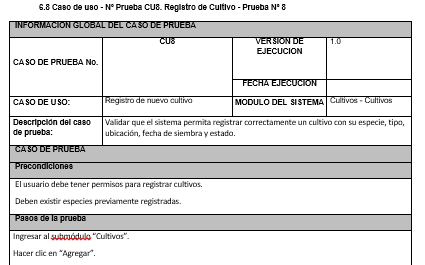 6.8 Caso de uso - Nº Prueba CU8. Registro de Cultivo - Prueba Nº 8
INFORMACIÓN GLOBAL DEL CASO DE PRUEBA
CASO DE PRUEBA No.
CU8
VERSIÓN DE
EJECUCIÓN
1.0
FECHA EJECUCIÓN
CASO DE USO:
Registro de nuevo cultivo
MODULO DEL SISTEMA
Cultivos - Cultivos
Descripción del caso
de prueba:
Validar que el sistema permita registrar correctamente un cultivo con su especie, tipo,
ubicación, fecha de siembra y estado.
CASO DE PRUEBA
Precondiciones
El usuario debe tener permisos para registrar cultivos.
Deben existir especies previamente registradas.
Pasos de la prueba
Ingresar al submódulo "Cultivos".
Hacer clic en "Agregar".